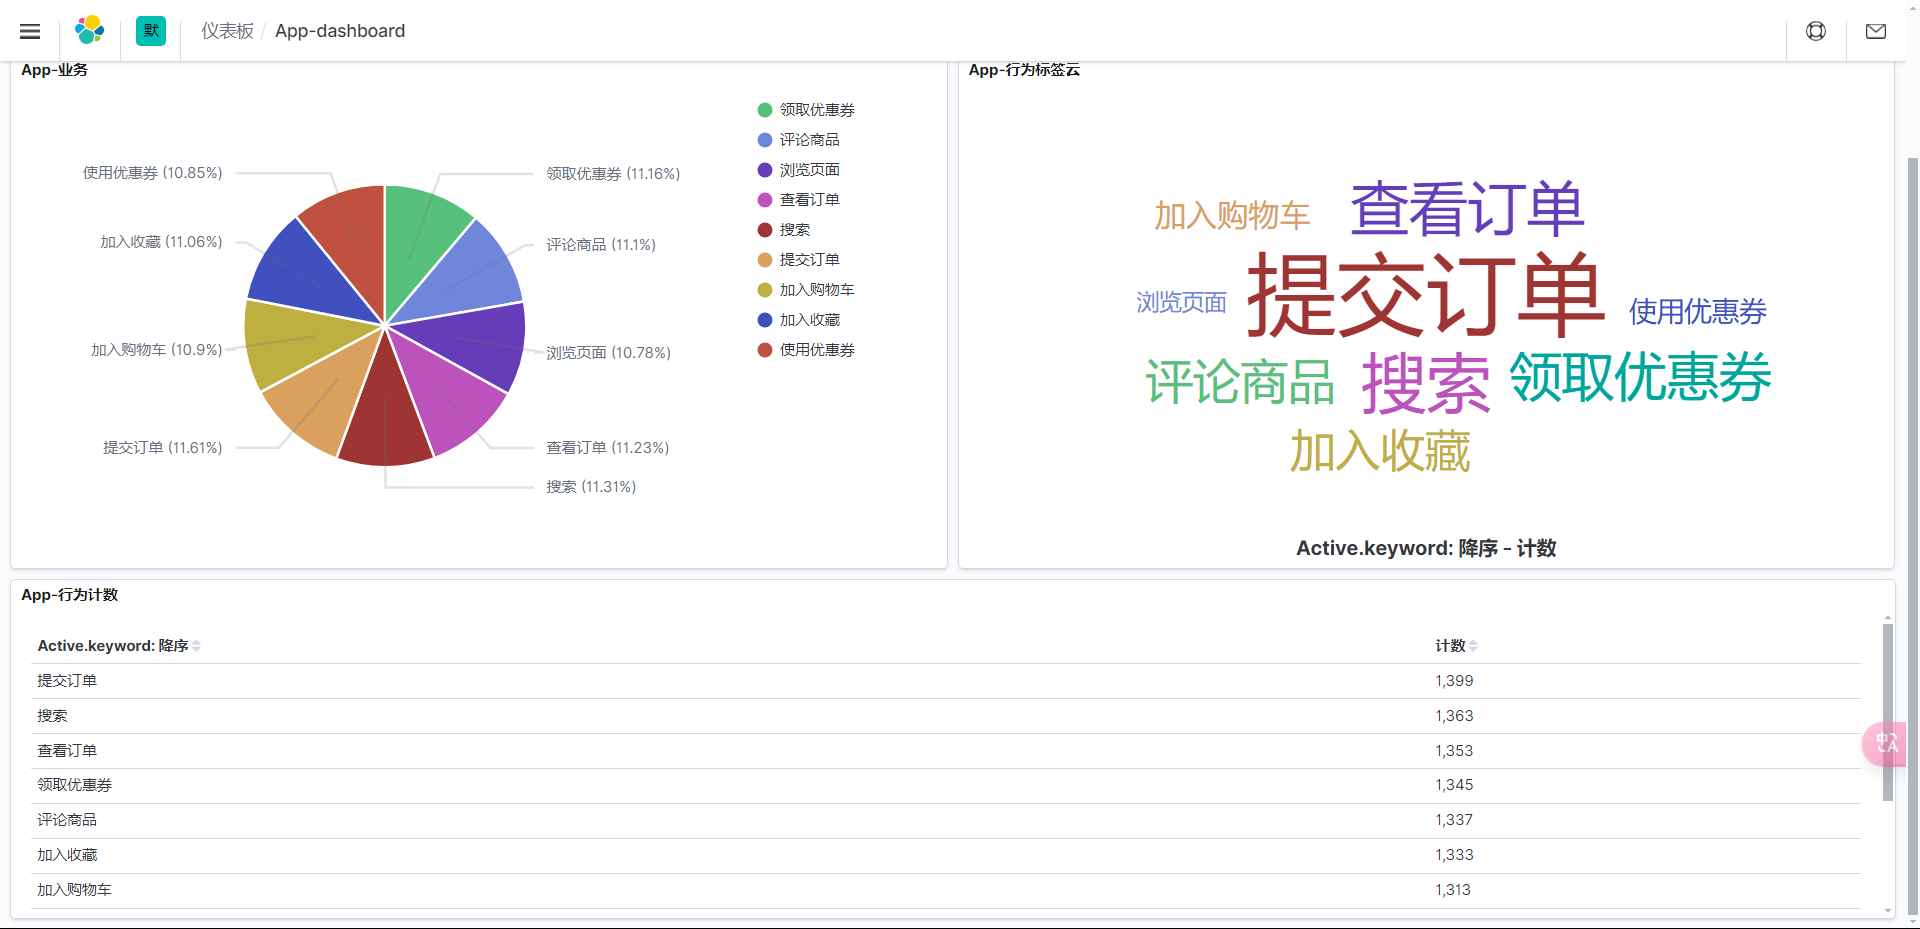 默 仪表板 / App-dashboard
App-业务
领取优惠券
评论商品
浏览页面
查看订单
搜索
提交订单
加入购物车
加入收藏
使用优惠券
使用优惠券 (10.85%)
领取优惠券 (11.16%)
加入收藏 (11.06%)
评论商品 (11.1%)
加入购物车 (10.9%)
浏览页面 (10.78%)
提交订单 (11.61%)
查看订单 (11.23%)
搜索 (11.31%)
App-行为标签云
加入购物车
查看订单
提交订单
浏览页面
使用优惠券
评论商品
搜索
领取优惠券
加入收藏
Active.keyword: 降序 - 计数
App-行为计数
Active.keyword: 降序 计数
提交订单 1,399
搜索 1,363
查看订单 1,353
领取优惠券 1,345
评论商品 1,337
加入收藏 1,333
加入购物车 1,313
中 A